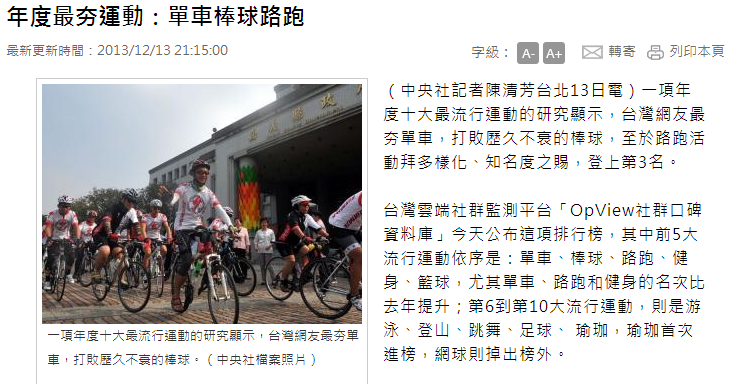 年度最夯運動：單車棒球路跑
最新更新時間：2013/12/13 21:15:00
字級： A- A+ 轉寄 列印本頁
（中央社記者陳清芳台北13日電）一項年
度十大最流行運動的研究顯示，台灣網友最
夯單車，打敗歷久不衰的棒球，至於路跑活
動拜多樣化、知名度之賜，登上第3名。
台灣雲端社群監測平台「OpView社群口碑
資料庫」今天公布這項排行榜，其中前5大
流行運動依序是：單車、棒球、路跑、健
身、籃球，尤其單車、路跑和健身的名次比
去年提升；第6到第10大流行運動，則是游
泳、登山、跳舞、足球、 瑜珈，瑜珈首次
進榜，網球則掉出榜外。
一項年度十大最流行運動的研究顯示，台灣網友最夯單
車，打敗歷久不衰的棒球。（中央社檔案照片）